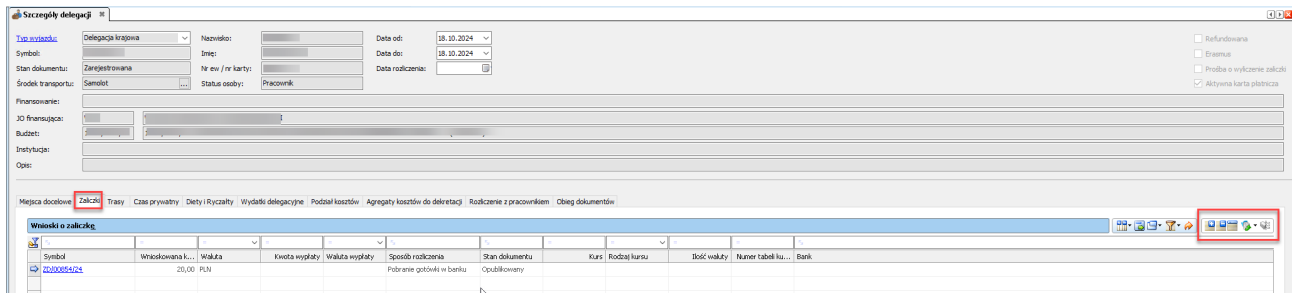 Szczegóły delegacji
Typ wyjazdu: Delegacja krajowa Nazwisko: Data od: 18.10.2024 Refundowana
Symbol: Imię: Data do: 18.10.2024 Erasmus
Stan dokumentu: Zarejestrowana Nr ew / nr karty: Data rozliczenia: Prośba o wyliczenie zaliczki
Środek transportu: Samolot ... Status osoby: Pracownik Aktywna karta płatnicza
Finansowanie:
JO finansująca:
Budżet:
Instytucja:
Opis:
Miejsca docelowe Zaliczki Trasy Czas prywatny Diety i Ryczałty Wydatki delegacyjne Podział kosztów Agregaty kosztów do dekretacji Rozliczenie z pracownikiem Obieg dokumentów
Wnioski o zaliczkę
Symbol Wnioskowana k... Waluta Kwota wypłaty Waluta wypłaty Sposób rozliczenia Stan dokumentu Kurs Rodzaj kursu Ilość waluty Numer tabeli ku... Bank
ZD/00854/24 20,00 PLN Pobranie gotówki w banku Opublikowany